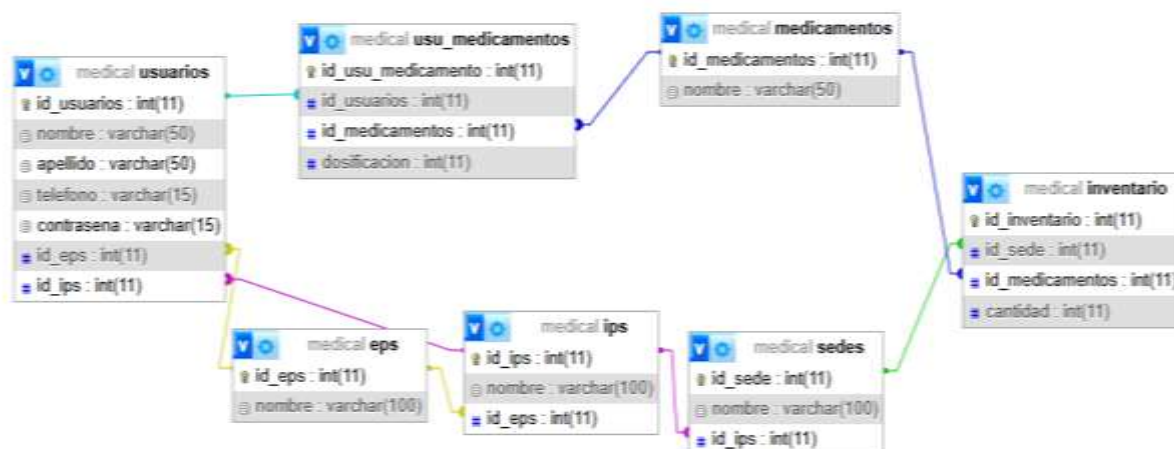 medical usuarios
id_usuarios : int(11)
nombre : varchar(50)
apellido : varchar(50)
telefono : varchar(15)
contrasena : varchar(15)
id_eps : int(11)
id_ips : int(11)
medical usu_medicamentos
id_usu_medicamento : int(11)
id_usuarios : int(11)
id_medicamentos : int(11)
dosificacion : int(11)
medical medicamentos
id_medicamentos : int(11)
nombre : varchar(50)
medical inventario
id_inventario : int(11)
id_sede : int(11)
id_medicamentos : int(11)
cantidad : int(11)
medical eps
id_eps : int(11)
nombre : varchar(100)
medical ips
id_ips : int(11)
nombre : varchar(100)
id_eps : int(11)
medical sedes
id_sede : int(11)
nombre : varchar(100)
id_ips : int(11)